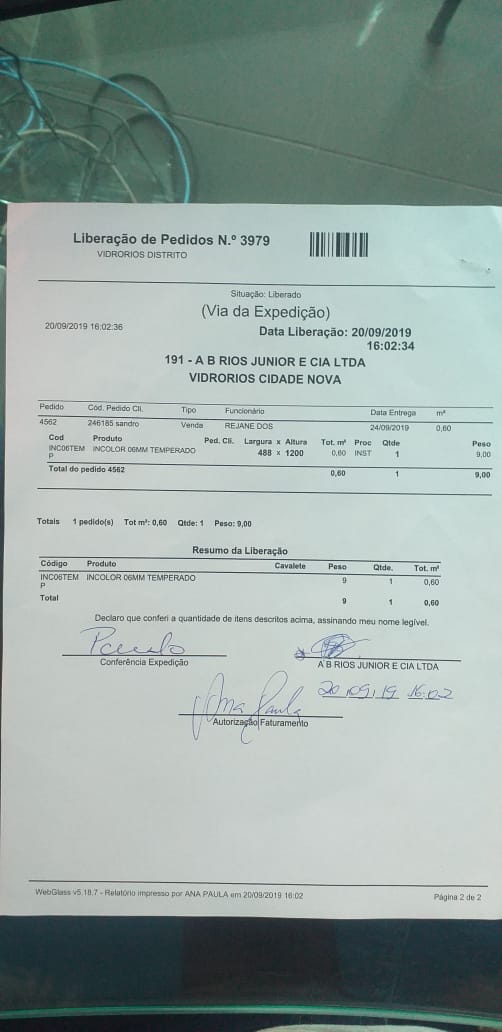 Liberação de Pedidos N.º 3979
VIDRORIOS DISTRITO
Situação: Liberado
(Via da Expedição)
20/09/2019 16:02:36
Data Liberação: 20/09/2019
16:02:34
191 - A B RIOS JUNIOR E CIA LTDA
VIDRORIOS CIDADE NOVA
Pedido Cód. Pedido Cli. Tipo Funcionário Data Entrega m²
4562 246185 sandro Venda REJANE DOS 24/09/2019 0,60
Cod Produto Ped. Cli. Largura x Altura Tot. m² Proc Qtde Peso
INC06TEM INCOLOR 06MM TEMPERADO 488 x 1200 0,60 INST 1 9,00
P
Total do pedido 4562 0,60 1 9,00
Totais 1 pedido(s) Tot m²: 0,60 Qtde: 1 Peso: 9,00
Resumo da Liberação
Código Produto Cavalete Peso Qtde. Tot. m²
INC06TEM INCOLOR 06MM TEMPERADO 9 1 0,60
P
Total 9 1 0,60
Declaro que conferi a quantidade de itens descritos acima, assinando meu nome legível.
Paulo
Conferência Expedição
A B RIOS JUNIOR E CIA LTDA
20/09/19 16:02
Ana Paula
Autorização Faturamento
WebGlass v5.18.7 - Relatório impresso por ANA PAULA em 20/09/2019 16:02
Página 2 de 2